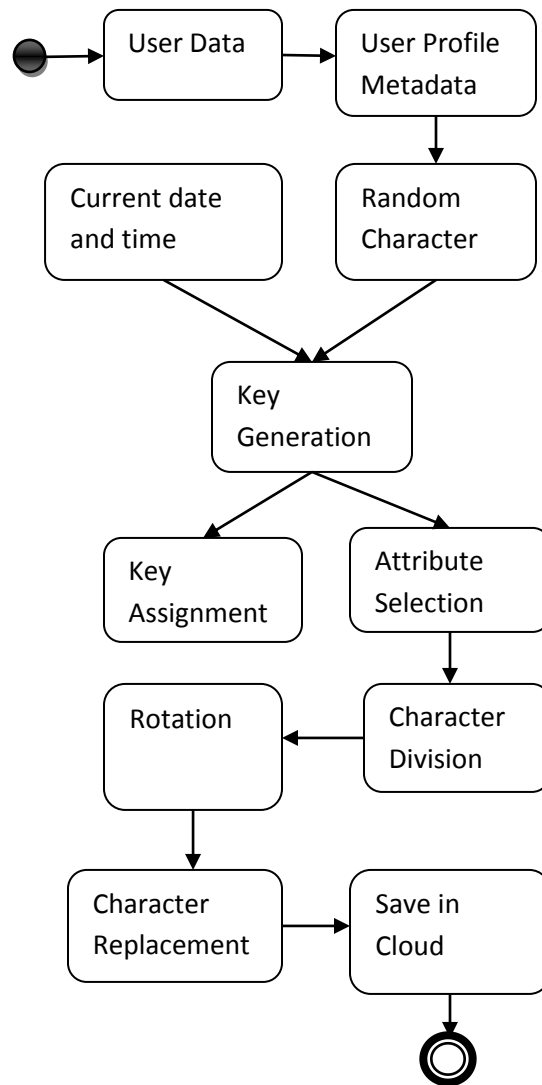 User Data
User Profile
Metadata
Current date
and time
Random
Character
Key
Generation
Key
Assignment
Attribute
Selection
Rotation
Character
Division
Character
Replacement
Save in
Cloud